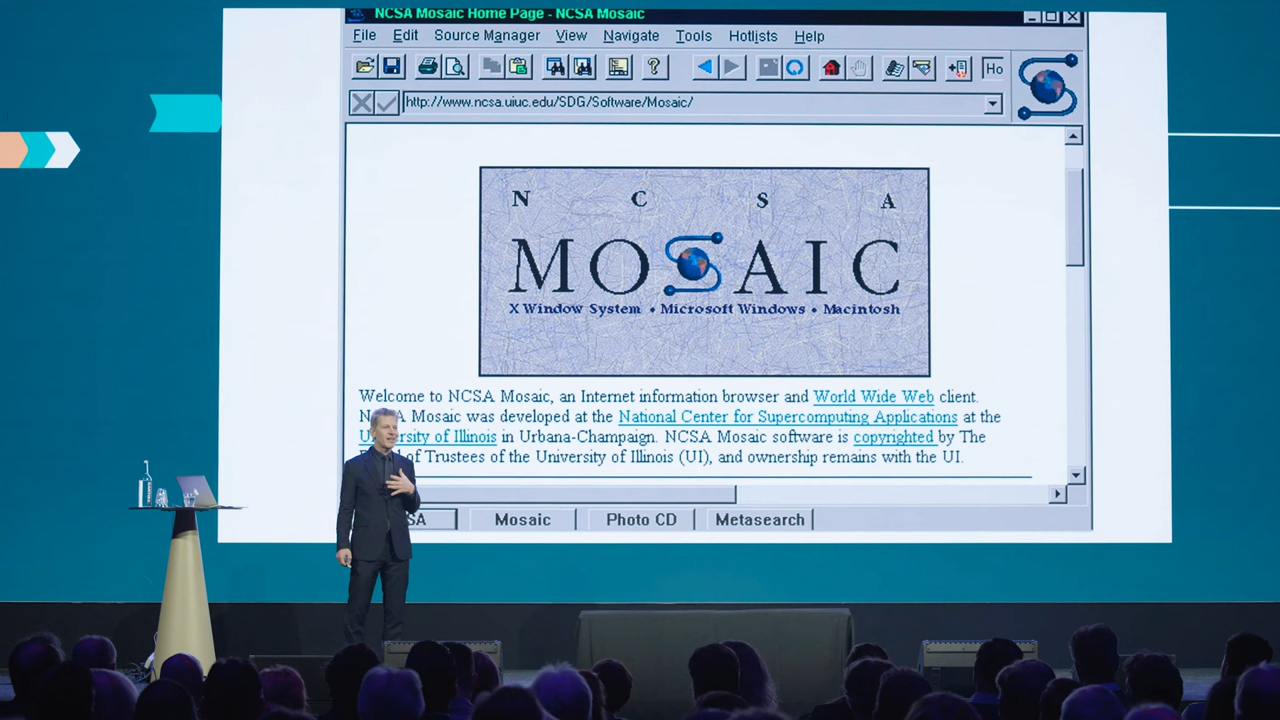 NCSA Mosaic Home Page - NCSA Mosaic
File Edit Source Manager View Navigate Tools Hotlists Help
Ho
http://www.ncsa.uiuc.edu/SDG/Software/Mosaic/
N C S A
MOSAIC
X Window System • Microsoft Windows • Macintosh
Welcome to NCSA Mosaic, an Internet information browser and World Wide Web client.
A Mosaic was developed at the National Center for Supercomputing Applications at the
of Illinois in Urbana-Champaign. NCSA Mosaic software is copyrighted by The
of Trustees of the University of Illinois (UI), and ownership remains with the UI.
SA Mosaic Photo CD Metasearch